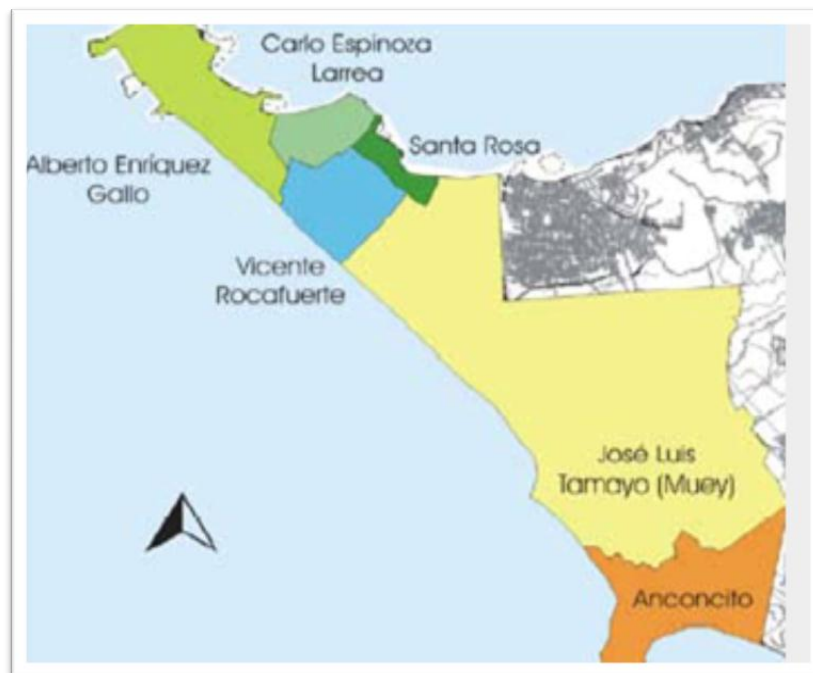 Carlo Espinoza
Larrea
Santa Rosa
Alberto Enríquez
Gallo
Vicente
Rocafuerte
José Luis
Tamayo (Muey)
Anconcito